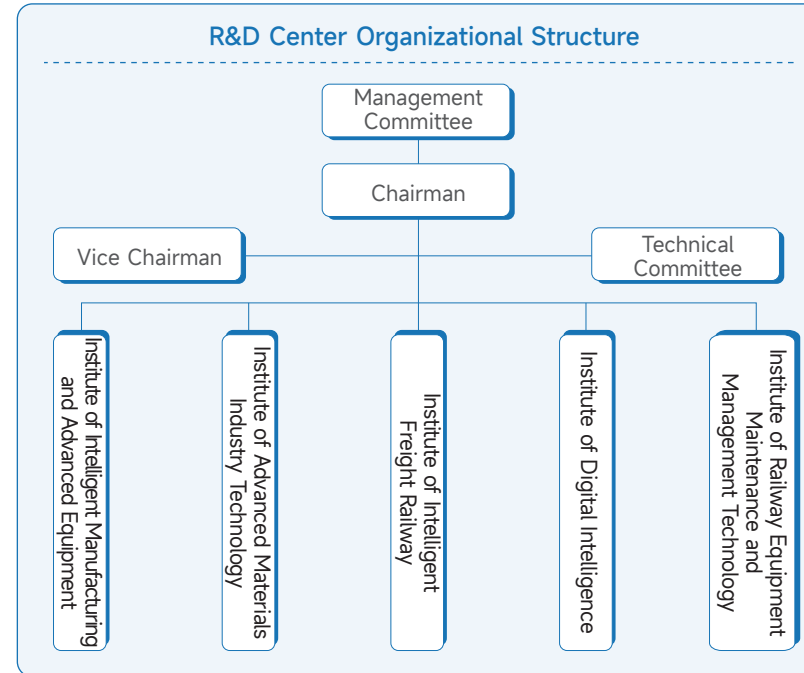 R&D Center Organizational Structure
Management
Committee
Chairman
Vice Chairman
Technical
Committee
Institute of Intelligent Manufacturing
and Advanced Equipment
Institute of Advanced Materials
Industry Technology
Institute of Intelligent
Freight Railway
Institute of Digital Intelligence
Institute of Railway Equipment
Maintenance and
Management Technology